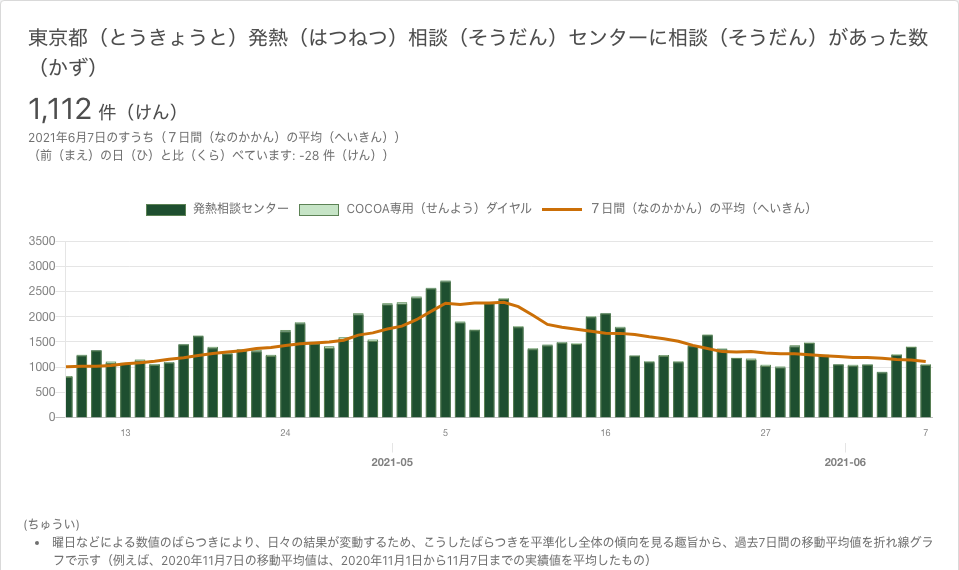 東京都（とうきょうと）発熱（はつねつ）相談（そうだん）センターに相談（そうだん）があった数
（かず）
1,112 件（けん）
2021年6月7日のすうち（７日間（なのかかん）の平均（へいきん））
（前（まえ）の日（ひ）と比（くら）べています: -28 件（けん））
発熱相談センター COCOA専用（せんよう）ダイヤル ７日間（なのかかん）の平均（へいきん）
3500
3000
2500
2000
1500
1000
500
0
13 24 5 16 27 7
2021-05 2021-06
(ちゅうい)
• 曜日などによる数値のばらつきにより、日々の結果が変動するため、こうしたばらつきを平準化し全体の傾向を見る趣旨から、過去7日間の移動平均値を折れ線グラ
フで示す（例えば、2020年11月7日の移動平均値は、2020年11月1日から11月7日までの実績値を平均したもの）